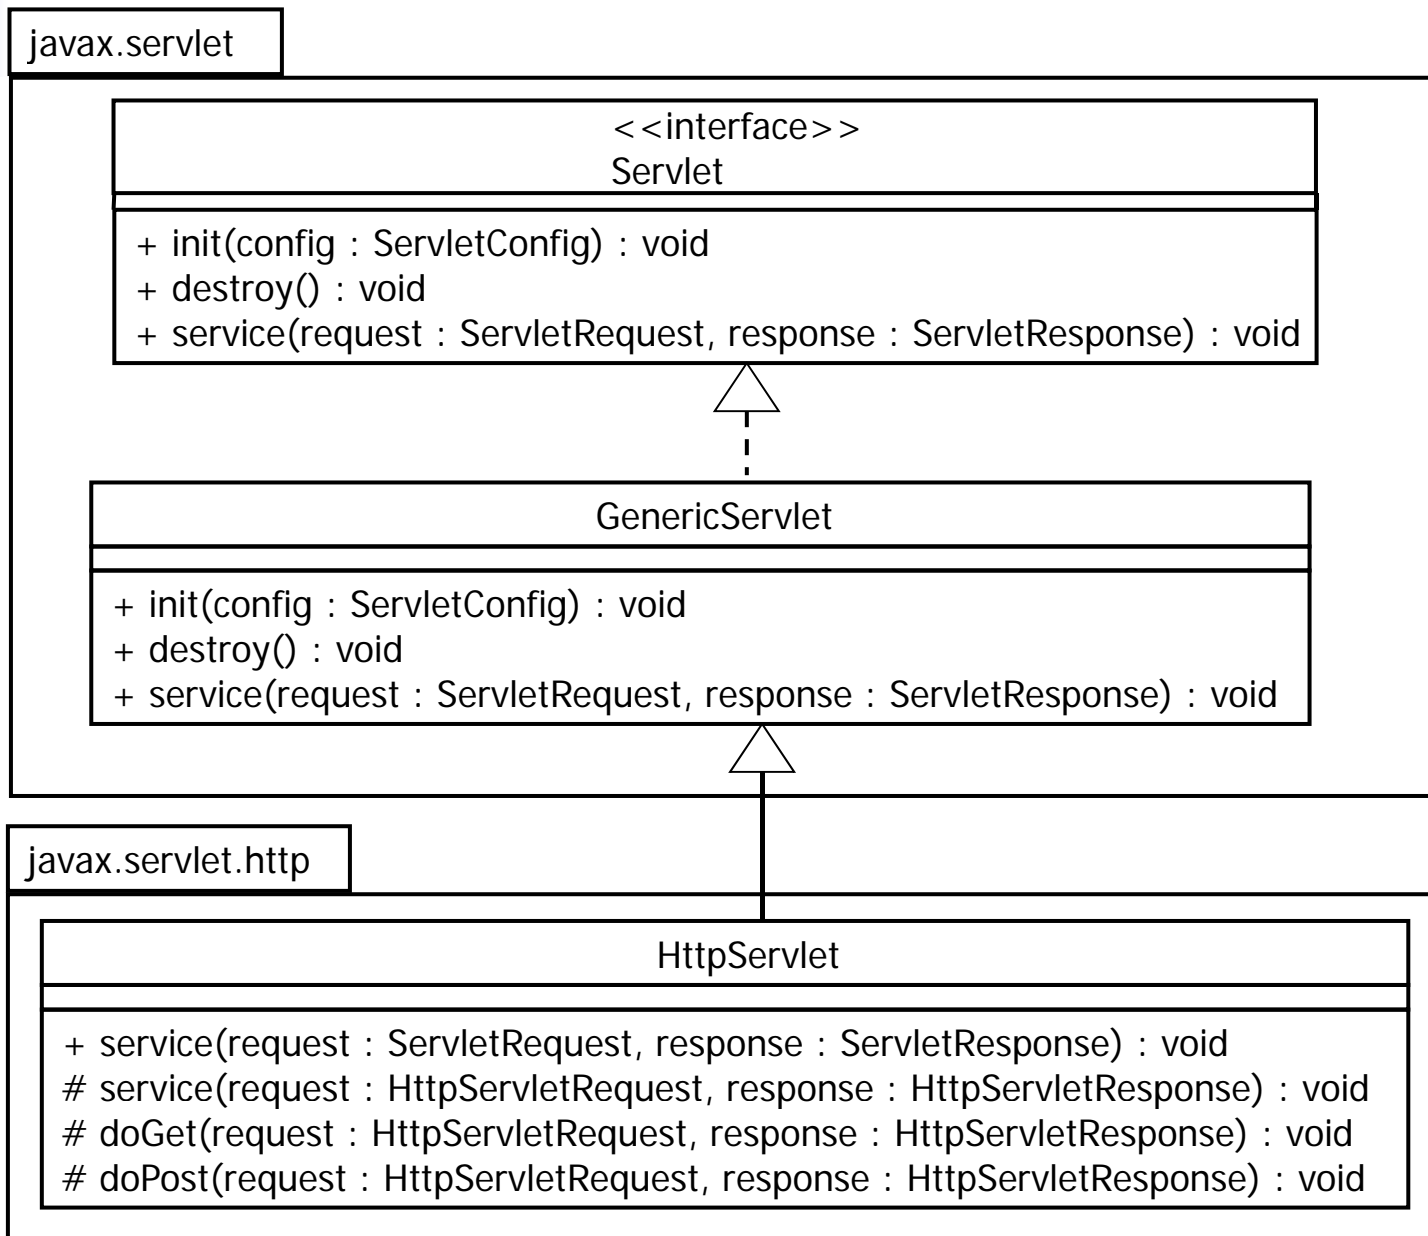 javax.servlet
<<interface>>
Servlet
+ init(config : ServletConfig) : void
+ destroy() : void
+ service(request : ServletRequest, response : ServletResponse) : void
GenericServlet
+ init(config : ServletConfig) : void
+ destroy() : void
+ service(request : ServletRequest, response : ServletResponse) : void
javax.servlet.http
HttpServlet
+ service(request : ServletRequest, response : ServletResponse) : void
# service(request : HttpServletRequest, response : HttpServletResponse) : void
# doGet(request : HttpServletRequest, response : HttpServletResponse) : void
# doPost(request : HttpServletRequest, response : HttpServletResponse) : void